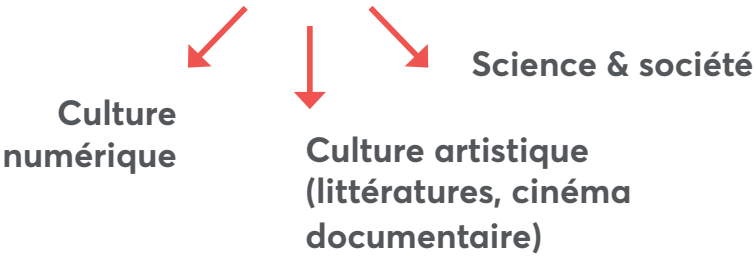 Culture
numérique
Culture artistique
(littératures, cinéma
documentaire)
Science & société